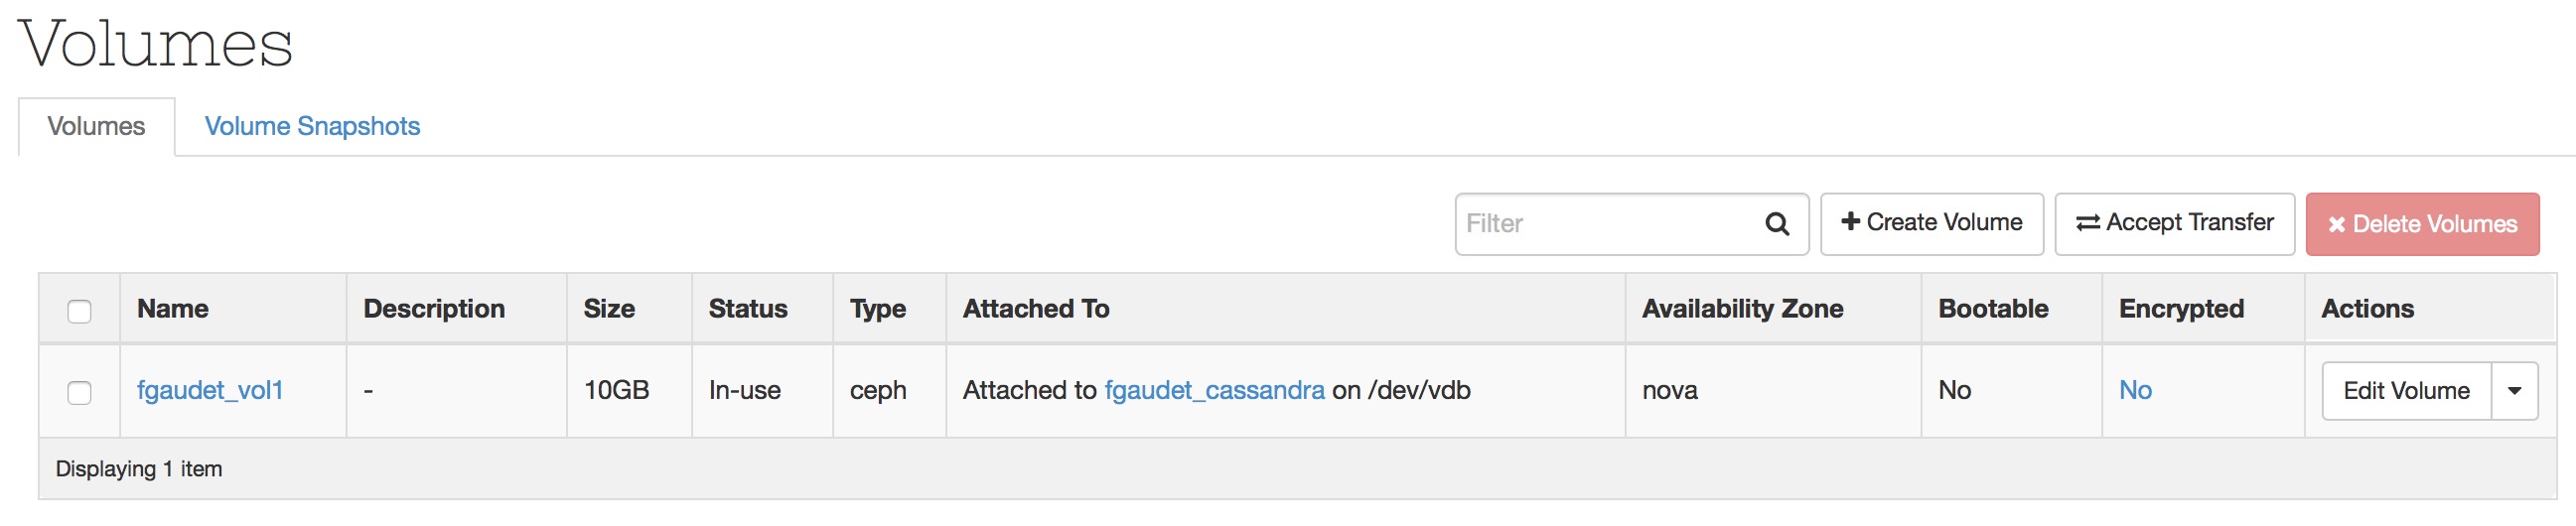 Volumes
Volumes Volume Snapshots
Filter Create Volume Accept Transfer Delete Volumes
Name Description Size Status Type Attached To Availability Zone Bootable Encrypted Actions
fgaudet_vol1 - 10GB In-use ceph Attached to fgaudet_cassandra on /dev/vdb nova No No Edit Volume
Displaying 1 item